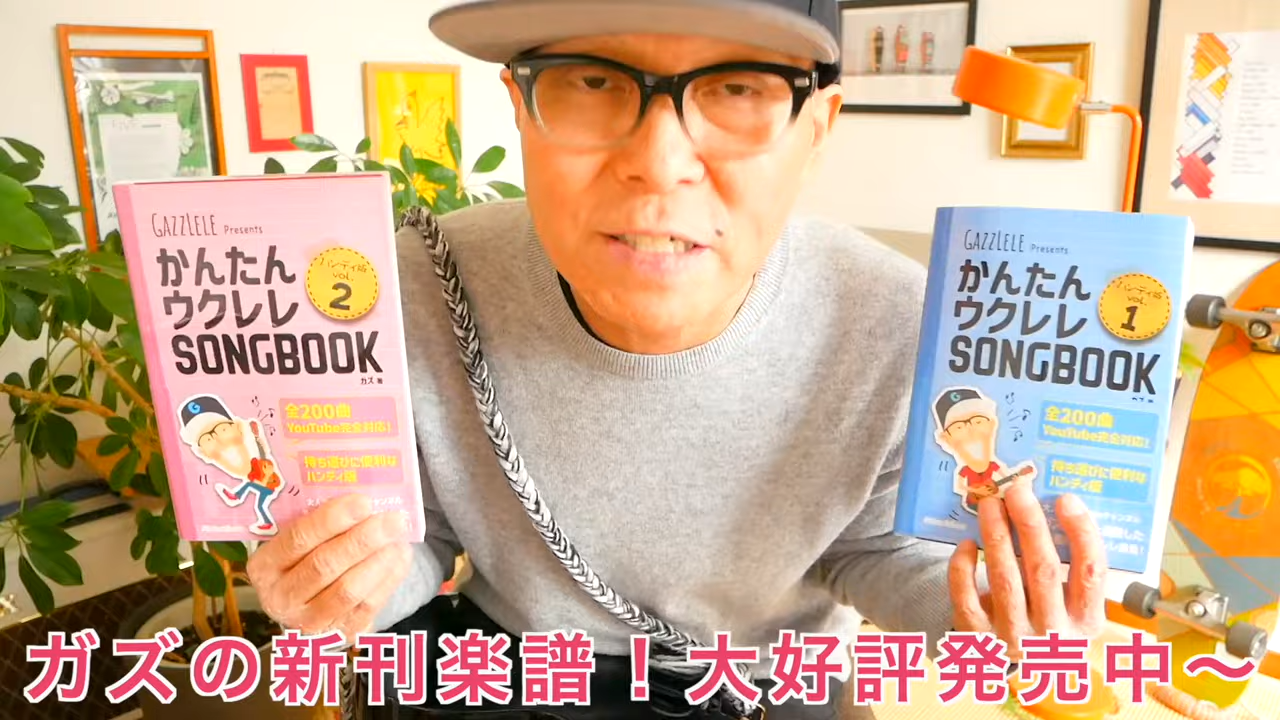 GAZZLELE Presents
かんたん
ウクレレ
SONGBOOK
ハンディ版
VOL.
2
ガズ 著
全200曲
YouTube完全対応！
持ち運びに便利な
ハンディ版
GAZZLELE Presents
かんたん
ウクレレ
SONGBOOK
ハンディ版
VOL.
1
全200曲
YouTube完全対応！
持ち運びに便利な
ハンディ版
ガズの新刊楽譜！大好評発売中～